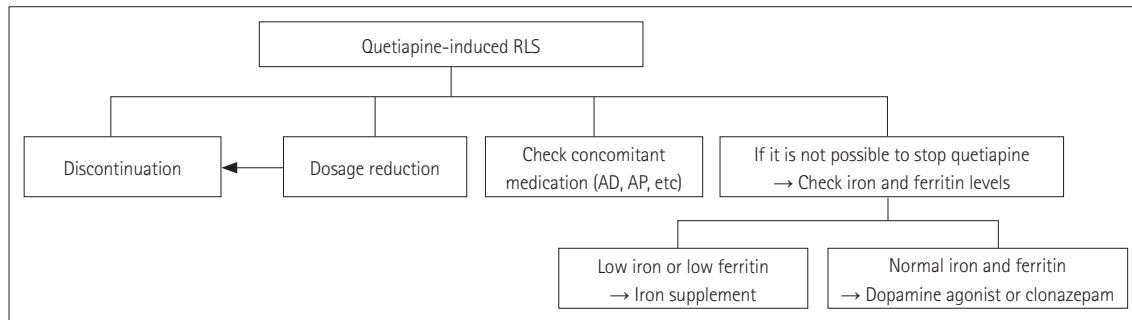 Quetiapine-induced RLS
Discontinuation
Dosage reduction
Check concomitant
medication (AD, AP, etc)
If it is not possible to stop quetiapine
→ Check iron and ferritin levels
Low iron or low ferritin
→ Iron supplement
Normal iron and ferritin
→ Dopamine agonist or clonazepam